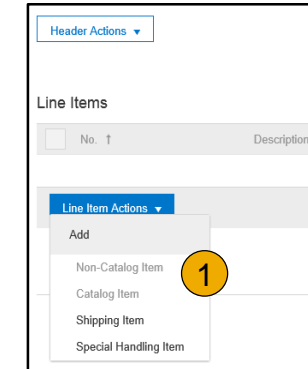 Header Actions ▼
Line Items
No. ↑ Description
Line Item Actions ▼
Add
Non-Catalog Item
1
Catalog Item
Shipping Item
Special Handling Item